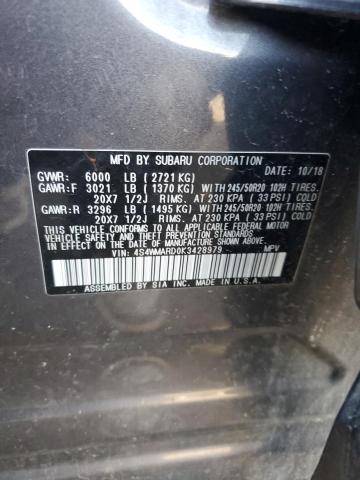 MFD BY SUBARU CORPORATION
GVWR: 6000 LB ( 2721 KG) DATE: 10/18
GAWR:F 3021 LB ( 1370 KG) WITH 245/50R20 102H TIRES,
20X7 1/2J RIMS. AT 230 KPA ( 33 PSI) COLD
GAWR:R 3296 LB ( 1495 KG) WITH 245/50R20 102H TIRES,
20X7 1/2J RIMS. AT 230 KPA ( 33 PSI) COLD
THIS VEHICLE CONFORMS TO ALL APPLICABLE FEDERAL MOTOR
VEHICLE SAFETY STANDARDS IN EFFECT ON THE DATE OF
MANUFACTURE SHOWN ABOVE.
VIN: 4S4WMARD0K3428979 MPV
ASSEMBLED BY SIA INC. MADE IN U.S.A.